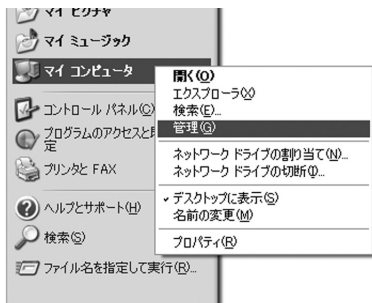 マイ ピクチャ
マイ ミュージック
マイ コンピュータ
コントロール パネル(C)
プログラムのアクセスと
定
プリンタと FAX
ヘルプとサポート(H)
検索(S)
ファイル名を指定して実行(R)...
開く(O)
エクスプローラ(X)
検索(E)...
管理(G)
ネットワーク ドライブの割り当て(N)...
ネットワーク ドライブの切断(I)...
デスクトップに表示(S)
名前の変更(M)
プロパティ(R)